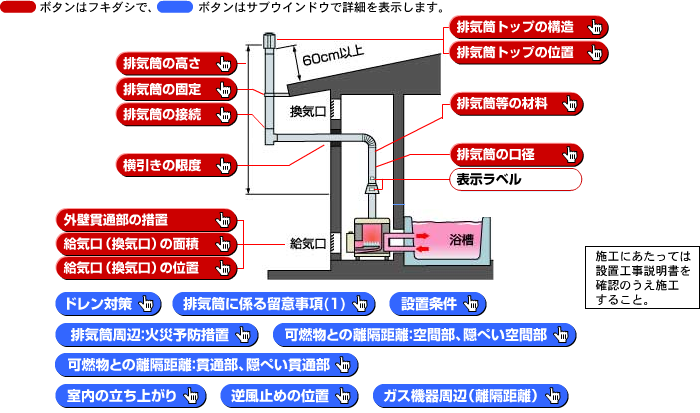 ボタンはフキダシで、 ボタンはサブウインドウで詳細を表示します。
排気筒トップの構造
排気筒トップの位置
60cm以上
排気筒の高さ
排気筒の固定
排気筒の接続
換気口
排気筒等の材料
横引きの限度
排気筒の口径
表示ラベル
外壁貫通部の措置
給気口(換気口)の面積
給気口(換気口)の位置
給気口
浴槽
施工にあたっては
設置工事説明書を
確認のうえ施工
すること。
ドレン対策 排気筒に係る留意事項(1) 設置条件
排気筒周辺:火災予防措置 可燃物との離隔距離:空間部、隠ぺい空間部
可燃物との離隔距離:貫通部、隠ぺい貫通部
室内の立ち上がり 逆風止めの位置 ガス機器周辺(離隔距離)